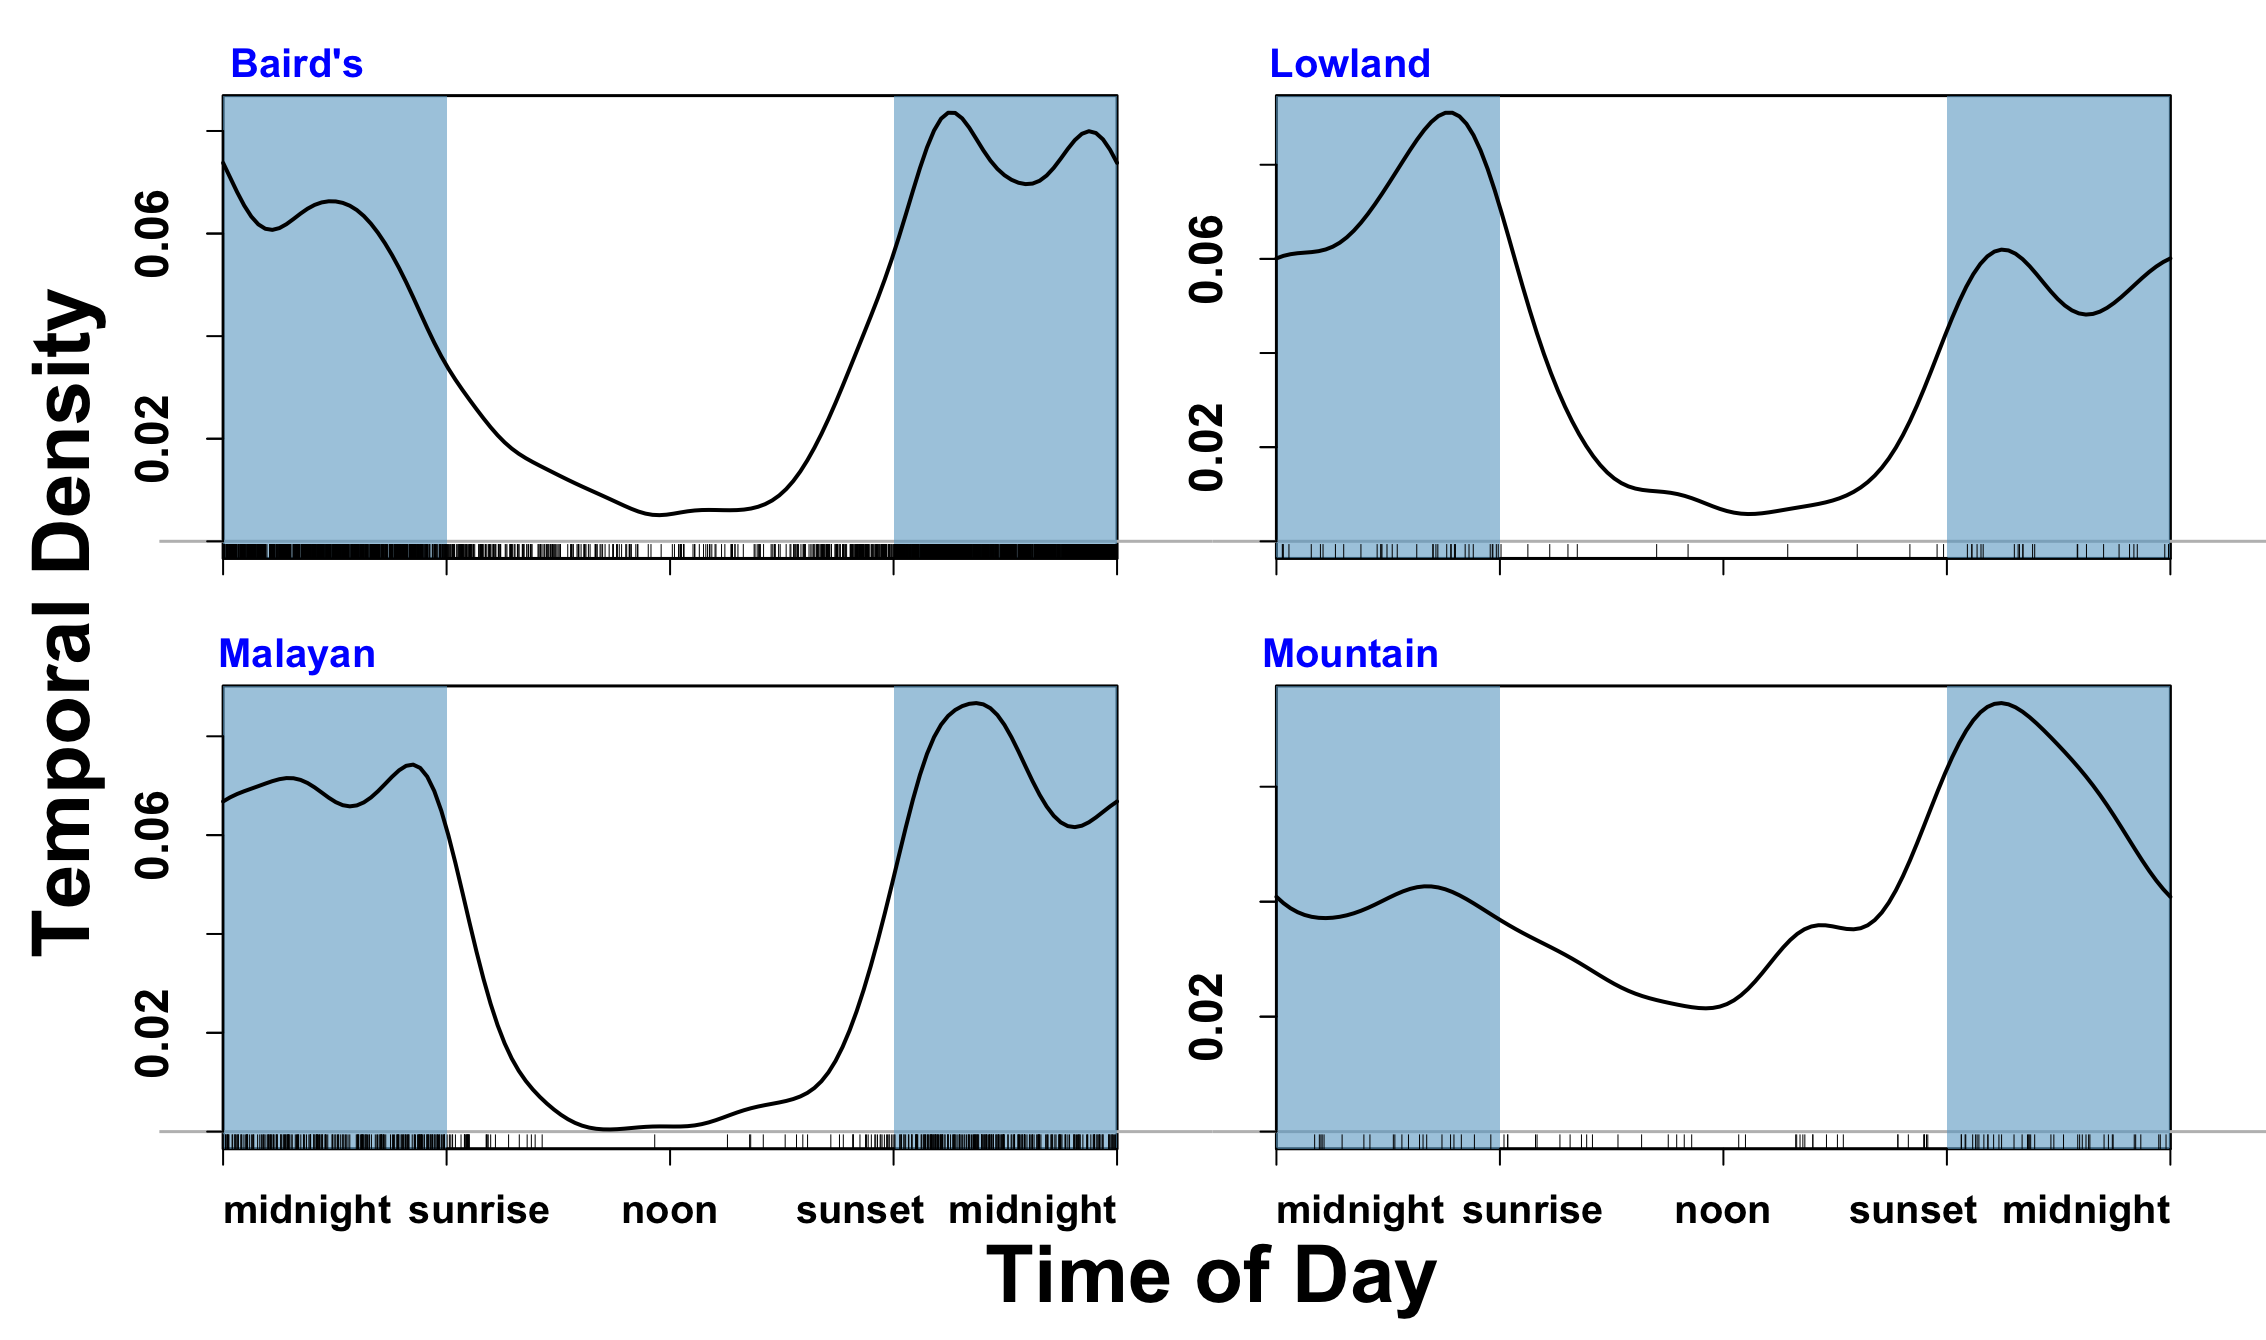 Baird's
Lowland
0.06
0.02
0.06
0.02
Temporal Density
Malayan
Mountain
0.06
0.02
0.02
midnight sunrise noon sunset midnight
midnight sunrise noon sunset midnight
Time of Day